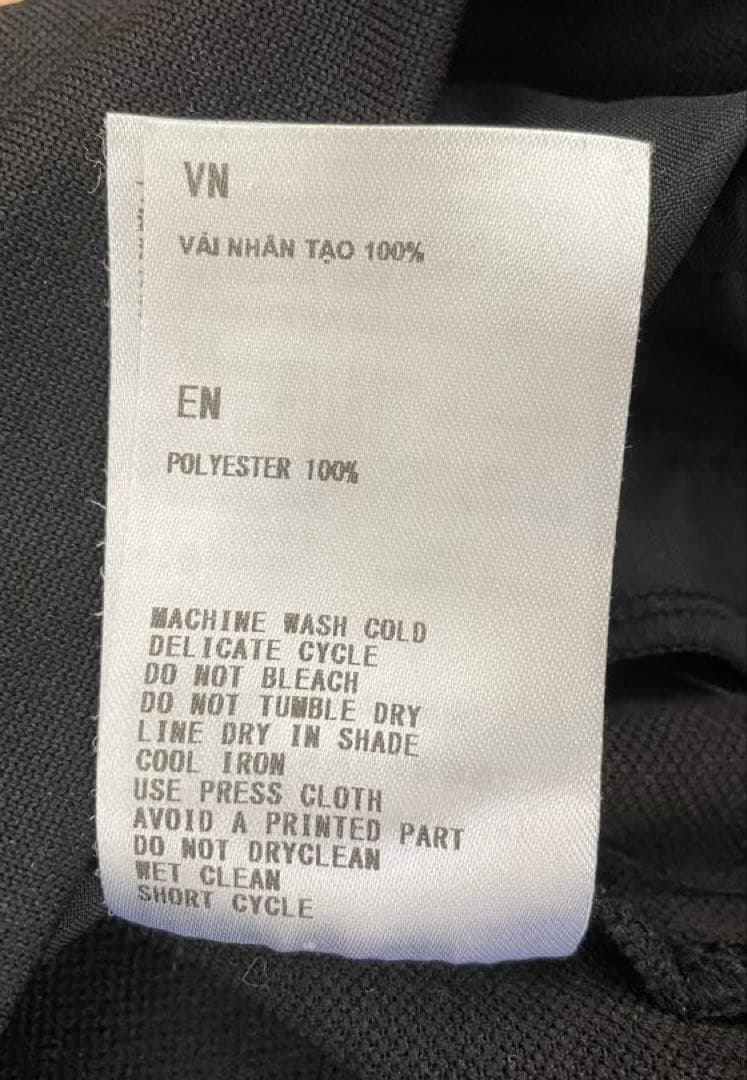 VN
VẢI NHÂN TẠO 100%
EN
POLYESTER 100%
MACHINE WASH COLD
DELICATE CYCLE
DO NOT BLEACH
DO NOT TUMBLE DRY
LINE DRY IN SHADE
COOL IRON
USE PRESS CLOTH
AVOID A PRINTED PART
DO NOT DRYCLEAN
WET CLEAN
SHORT CYCLE